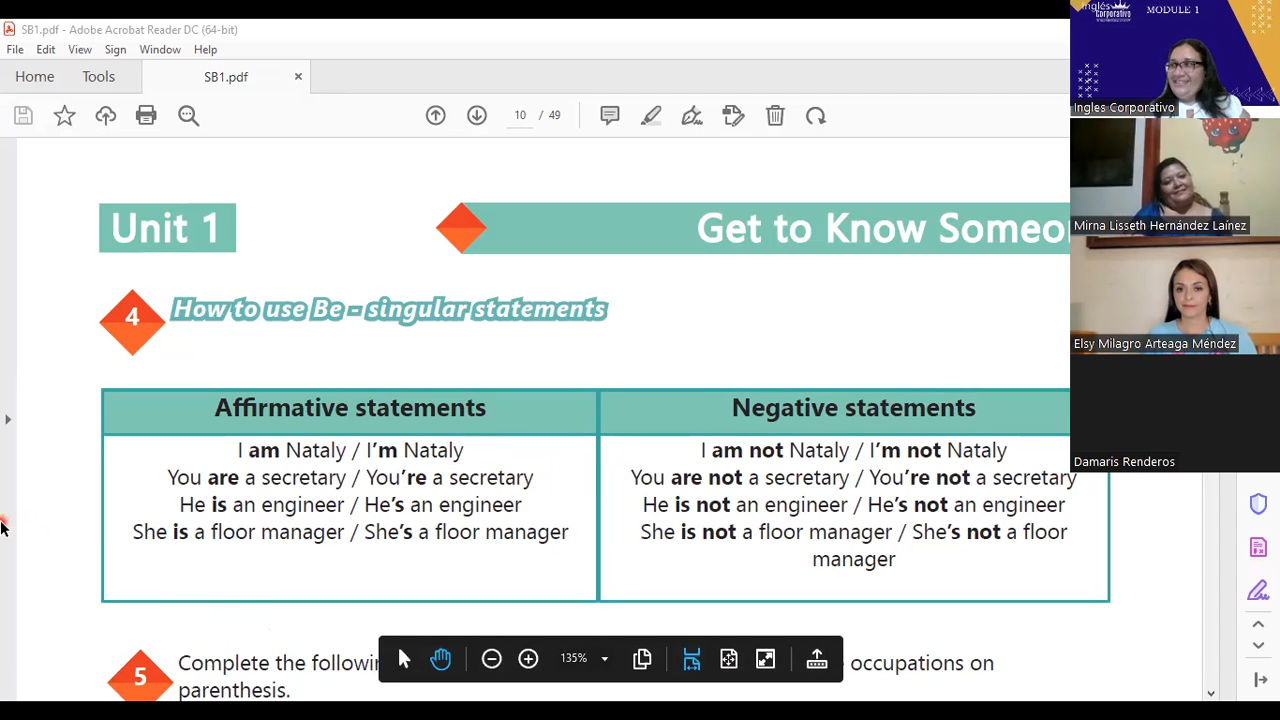 SB1.pdf - Adobe Acrobat Reader DC (64-bit)
File Edit View Sign Window Help
Home Tools SB1.pdf ×
10 / 49
Inglés
Corporativo
MODULE 1
Ingles Corporativo
Mirna Lisseth Hernández Laínez
Elsy Milagro Arteaga Méndez
Damaris Renderos
Unit 1
Get to Know Someo
4 How to use Be - singular statements
Affirmative statements
I am Nataly / I'm Nataly
You are a secretary / You're a secretary
He is an engineer / He's an engineer
She is a floor manager / She's a floor manager
Negative statements
I am not Nataly / I'm not Nataly
You are not a secretary / You're not a secretary
He is not an engineer / He's not an engineer
She is not a floor manager / She's not a floor
manager
5 Complete the followin occupations on
parenthesis.
135%